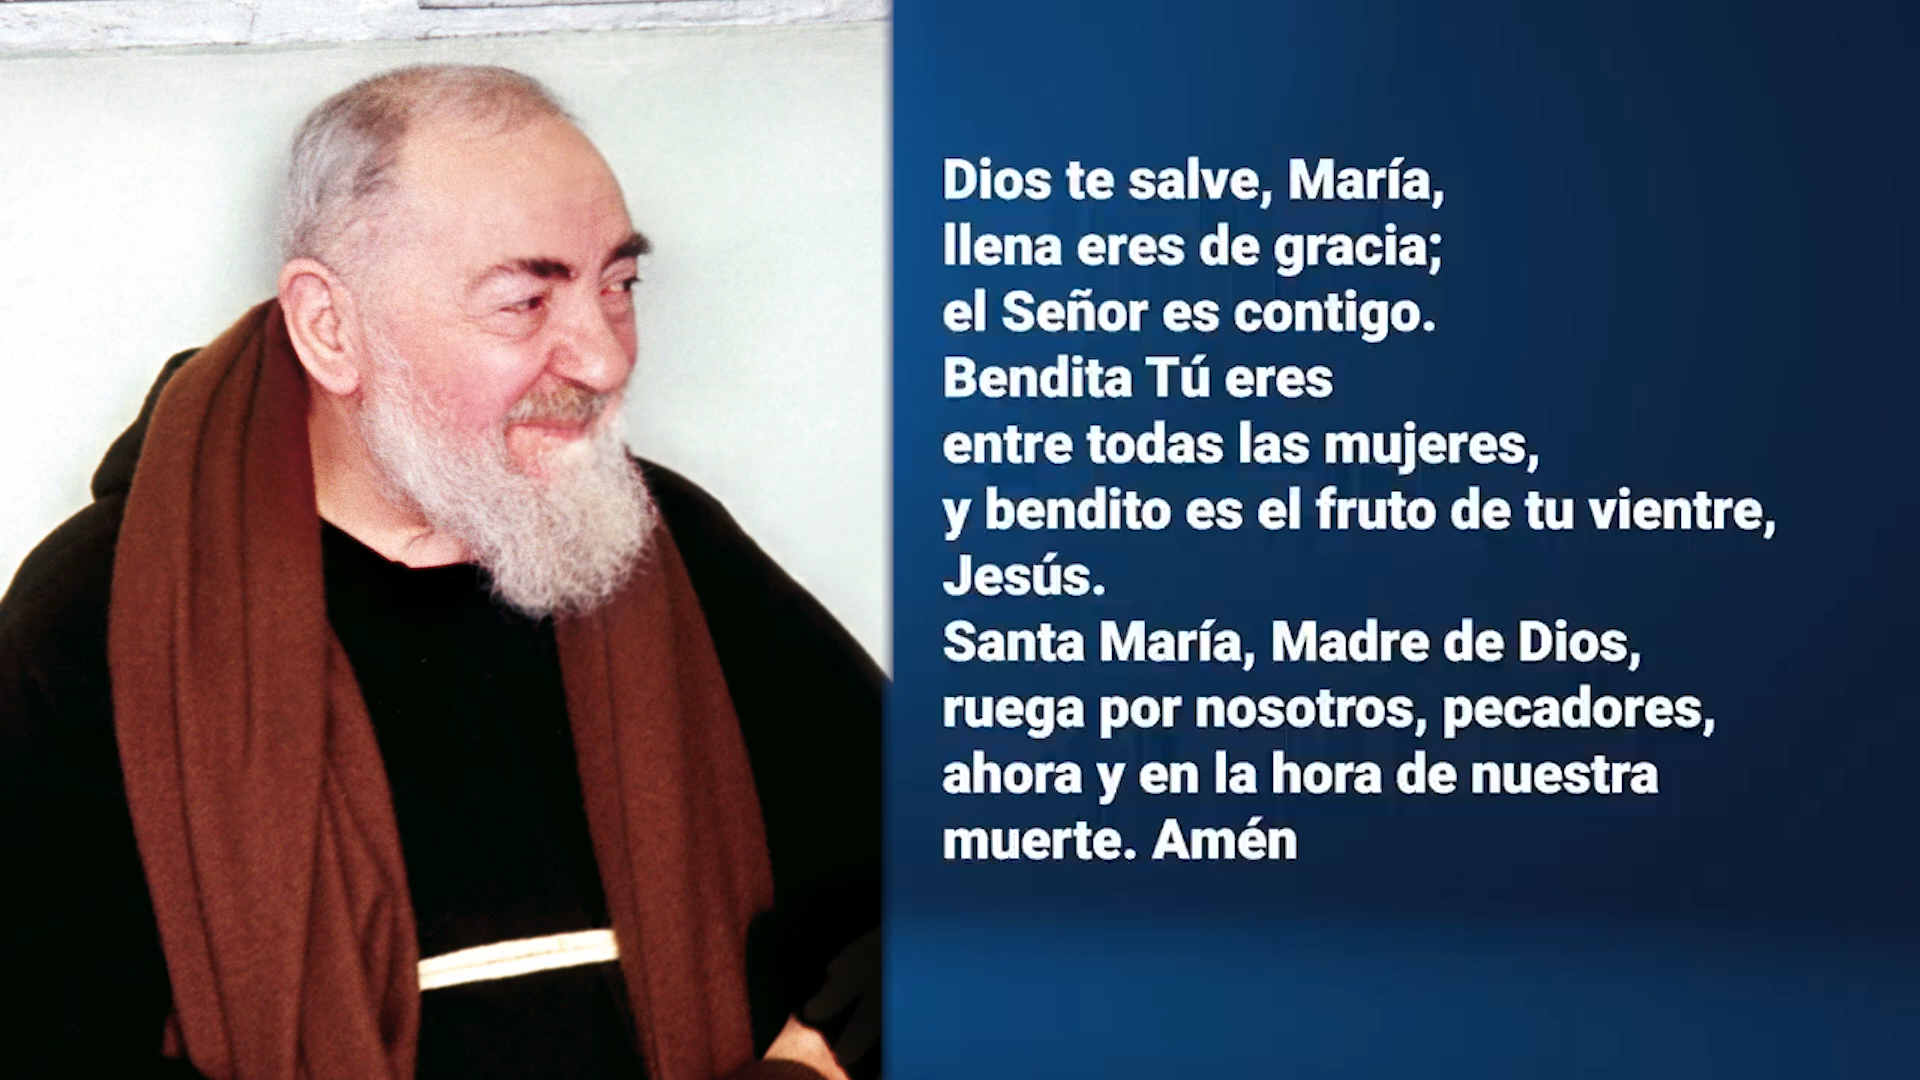 Dios te salve, María,
llena eres de gracia;
el Señor es contigo.
Bendita Tú eres
entre todas las mujeres,
y bendito es el fruto de tu vientre,
Jesús.
Santa María, Madre de Dios,
ruega por nosotros, pecadores,
ahora y en la hora de nuestra
muerte. Amén